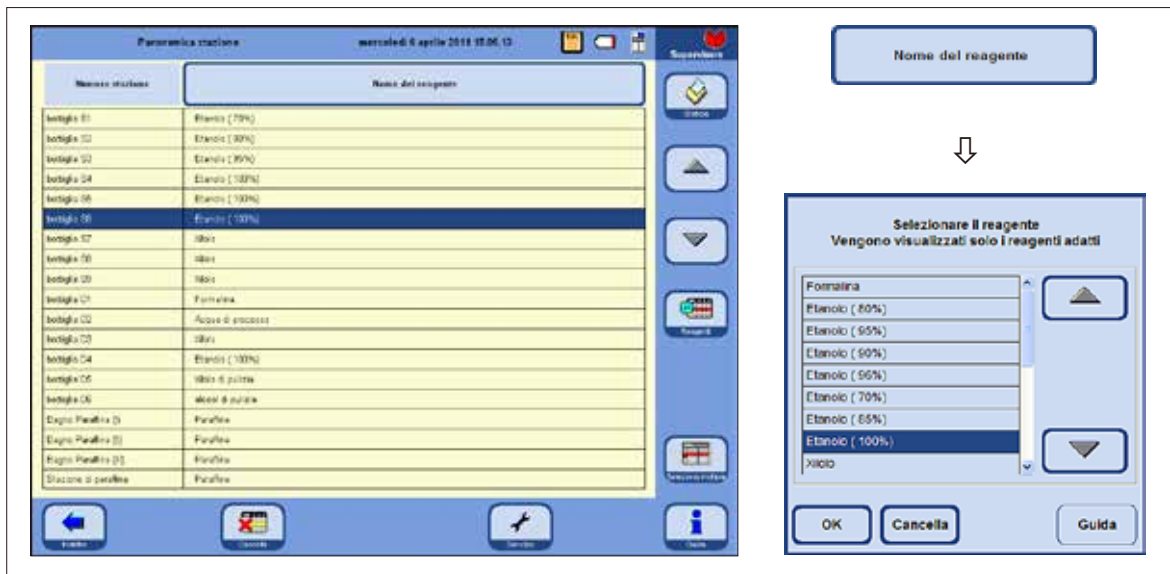 Panoramica stazione
mercoledì 6 aprile 2011 15.06.13
Supervisore
Numero stazione
Nome del reagente
bottiglia S1
Etanolo (70%)
bottiglia S2
Etanolo (80%)
bottiglia S3
Etanolo (95%)
bottiglia S4
Etanolo (100%)
bottiglia S5
Etanolo (100%)
bottiglia S6
Etanolo (100%)
bottiglia S7
Xilolo
bottiglia S8
Xilolo
bottiglia S9
Xilolo
bottiglia C1
Formalina
bottiglia C2
Acqua di processo
bottiglia C3
Xilolo
bottiglia C4
Etanolo (100%)
bottiglia C5
Xilolo di pulizia
bottiglia C6
alcool di pulizia
Bagno Paraffina (I)
Paraffina
Bagno Paraffina (II)
Paraffina
Bagno Paraffina (III)
Paraffina
Stazione di paraffina
Paraffina
Status
Reagenti
Indietro
Cancella
Service
Guida
Nome del reagente
Selezionare il reagente
Vengono visualizzati solo i reagenti adatti
Formalina
Etanolo ( 80%)
Etanolo ( 95%)
Etanolo ( 90%)
Etanolo ( 96%)
Etanolo ( 70%)
Etanolo ( 85%)
Etanolo ( 100%)
Xilolo
OK
Cancella
Guida